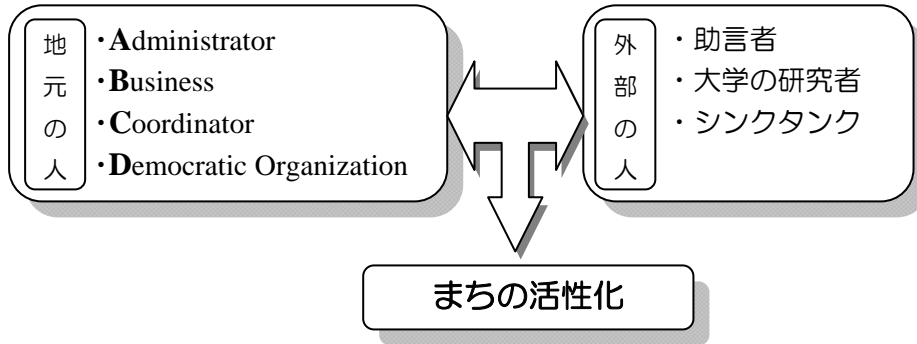 地元の人
・Administrator
・Business
・Coordinator
・Democratic Organization
外部の人
・助言者
・大学の研究者
・シンクタンク
まちの活性化